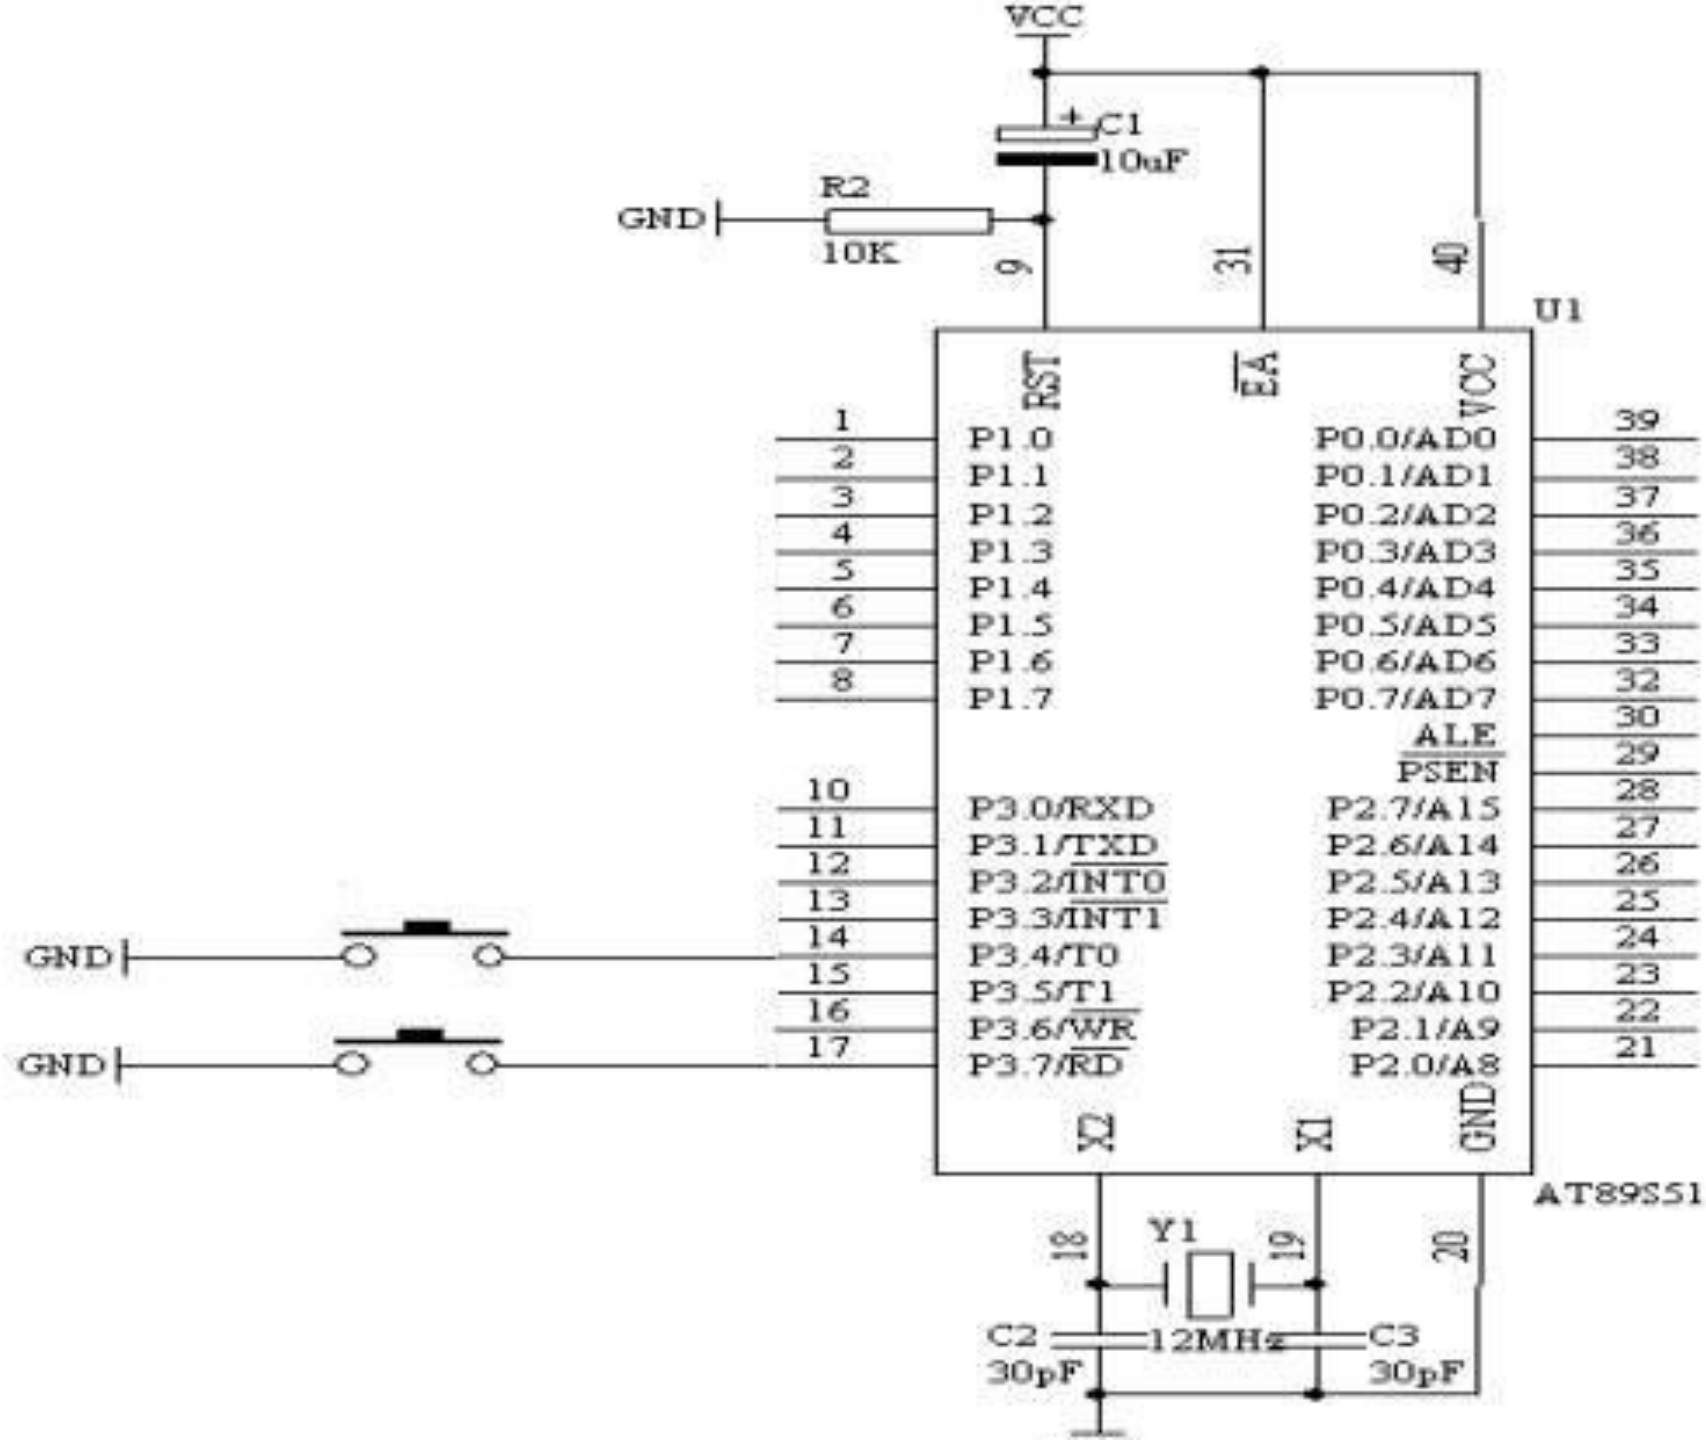 VCC
+ C1
10uF
R2
GND
10K
9
31
40
U1
RST
EA
VCC
1 P1.0 P0.0/AD0 39
2 P1.1 P0.1/AD1 38
3 P1.2 P0.2/AD2 37
4 P1.3 P0.3/AD3 36
5 P1.4 P0.4/AD4 35
6 P1.5 P0.5/AD5 34
7 P1.6 P0.6/AD6 33
8 P1.7 P0.7/AD7 32
ALE 30
PSEN 29
10 P3.0/RXD P2.7/A15 28
11 P3.1/TXD P2.6/A14 27
12 P3.2/INT0 P2.5/A13 26
13 P3.3/INT1 P2.4/A12 25
GND 14 P3.4/T0 P2.3/A11 24
15 P3.5/T1 P2.2/A10 23
16 P3.6/WR P2.1/A9 22
GND 17 P3.7/RD P2.0/A8 21
X2
X1
GND
AT89S51
18
Y1
19
20
C2 12MHz C3
30pF 30pF